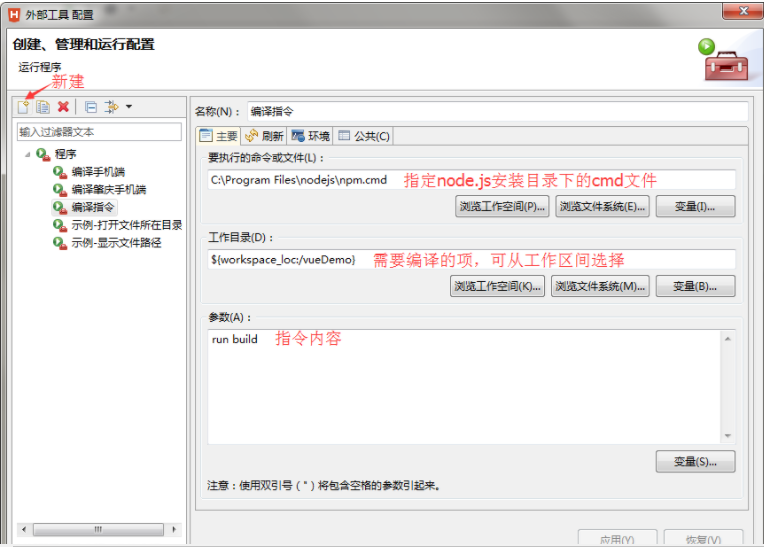 H 外部工具 配置
创建、管理和运行配置
运行程序
新建
名称(N)： 编译指令
输入过滤器文本
主要 刷新 环境 公共(C)
程序
编译手机端
编译肇庆手机端
编译指令
示例-打开文件所在目录
示例-显示文件路径
要执行的命令或文件(L)：
C:\Program Files\nodejs\npm.cmd 指定node.js安装目录下的cmd文件
浏览工作空间(P)... 浏览文件系统(E)... 变量(I)...
工作目录(D)：
${workspace_loc:/vueDemo} 需要编译的项，可从工作区间选择
浏览工作空间(K)... 浏览文件系统(M)... 变量(B)...
参数(A)：
run build 指令内容
变量(S)...
注意：使用双引号 (") 将包含空格的参数引起来。
应用(Y) 恢复(V)